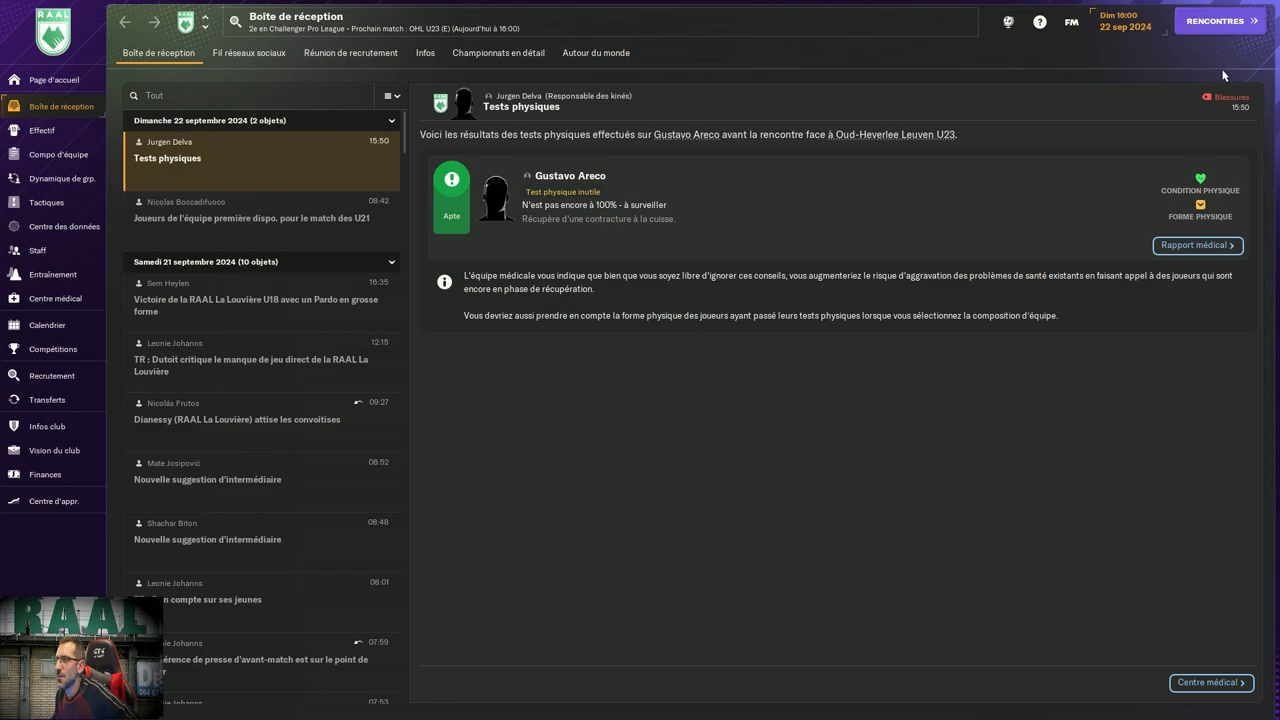 RAAL
Boîte de réception
2e en Challenger Pro League - Prochain match : OHL U23 (E) (Aujourd'hui à 16:00)
FM
Dim 16:00
22 sep 2024
RENCONTRES
Boîte de réception
Fil réseaux sociaux
Réunion de recrutement
Infos
Championnats en détail
Autour du monde
Page d'accueil
Boîte de réception
Effectif
Compo d'équipe
Dynamique de grp.
Tactiques
Centre des données
Staff
Entraînement
Centre médical
Calendrier
Compétitions
Recrutement
Transferts
Infos club
Vision du club
Finances
Centre d'appr.
Tout
Dimanche 22 septembre 2024 (2 objets)
Jurgen Delva 15:50
Tests physiques
Nicolas Boccadifuoco 08:42
Joueurs de l'équipe première dispo. pour le match des U21
Samedi 21 septembre 2024 (10 objets)
Sem Heylen 16:35
Victoire de la RAAL La Louvière U18 avec un Pardo en grosse
forme
Leonie Johanns 12:15
TR : Dutoit critique le manque de jeu direct de la RAAL La
Louvière
Nicolás Frutos 09:27
Dianessy (RAAL La Louvière) attise les convoitises
Mate Josipović 08:52
Nouvelle suggestion d'intermédiaire
Shachar Biton 08:48
Nouvelle suggestion d'intermédiaire
Leonie Johanns 08:01
compte sur ses jeunes
Johanns 07:59
de presse d'avant-match est sur le point de
Johanns 07:53
Jurgen Delva (Responsable des kinés)
Tests physiques
Blessures
15:50
Voici les résultats des tests physiques effectués sur Gustavo Areco avant la rencontre face à Oud-Heverlee Leuven U23.
Apte
Gustavo Areco
Test physique inutile
N'est pas encore à 100% - à surveiller
Récupère d'une contracture à la cuisse.
CONDITION PHYSIQUE
FORME PHYSIQUE
Rapport médical
L'équipe médicale vous indique que bien que vous soyez libre d'ignorer ces conseils, vous augmenteriez le risque d'aggravation des problèmes de santé existants en faisant appel à des joueurs qui sont
encore en phase de récupération.
Vous devriez aussi prendre en compte la forme physique des joueurs ayant passé leurs tests physiques lorsque vous sélectionnez la composition d'équipe.
Centre médical
RAAL